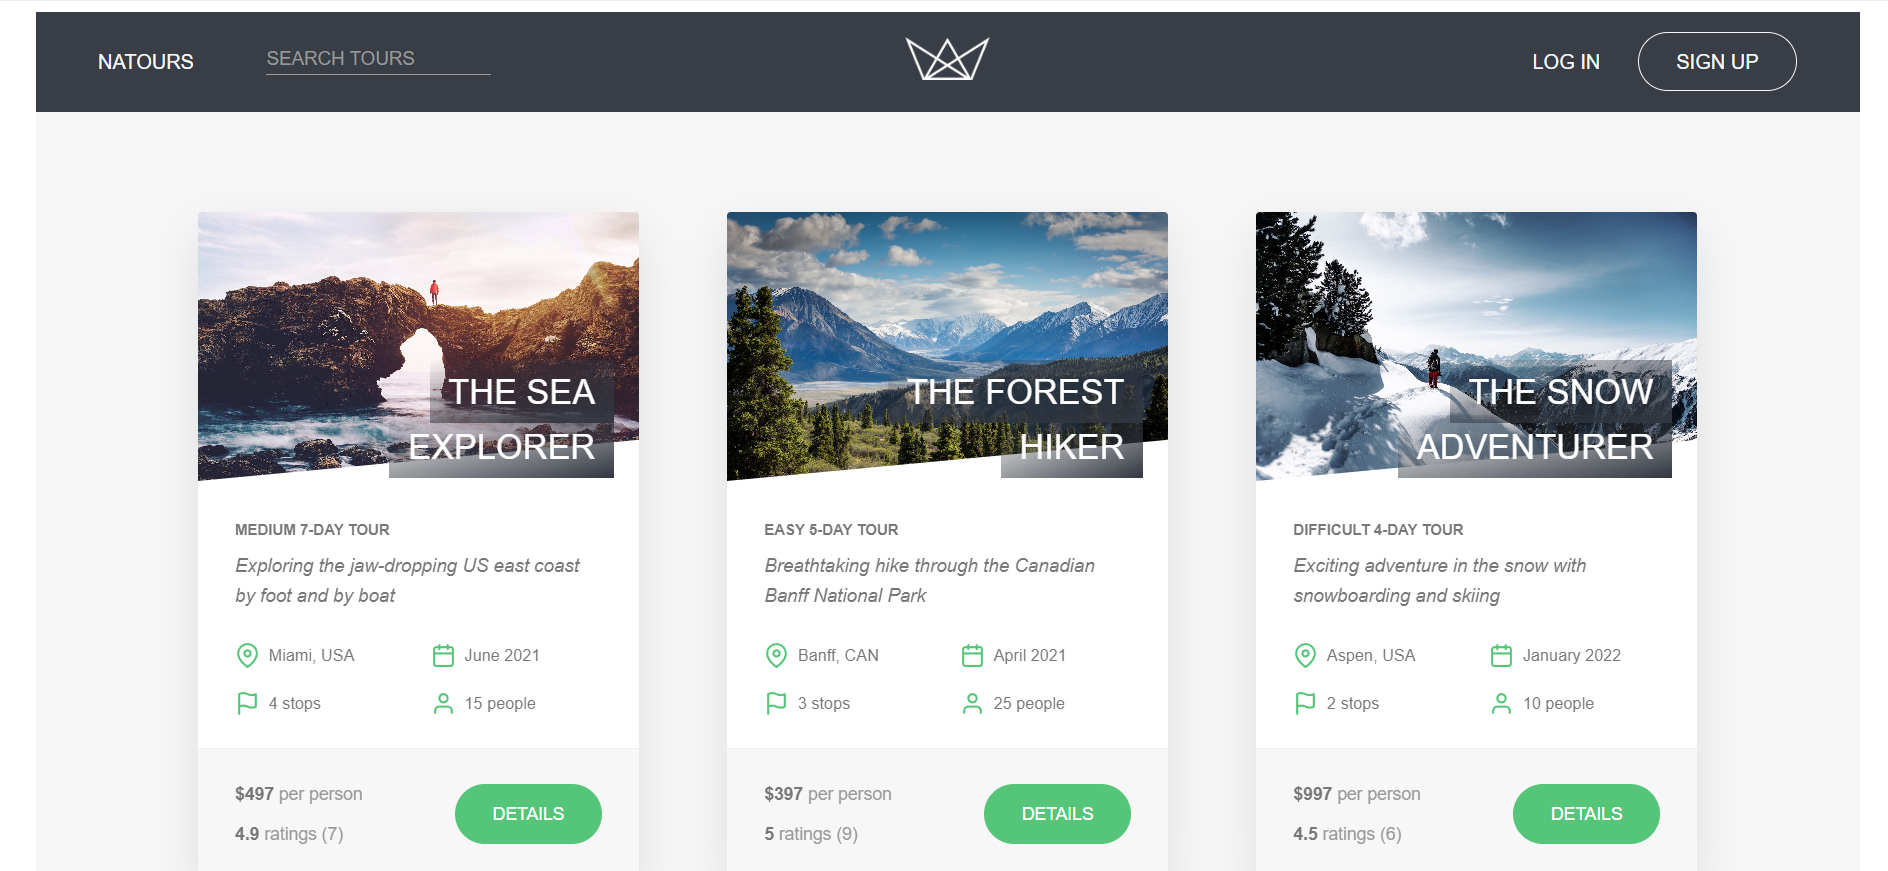 NATOURS
SEARCH TOURS
LOG IN
SIGN UP
THE SEA
EXPLORER
MEDIUM 7-DAY TOUR
Exploring the jaw-dropping US east coast
by foot and by boat
Miami, USA
June 2021
4 stops
15 people
$497 per person
4.9 ratings (7)
DETAILS
THE FOREST
HIKER
EASY 5-DAY TOUR
Breathtaking hike through the Canadian
Banff National Park
Banff, CAN
April 2021
3 stops
25 people
$397 per person
5 ratings (9)
DETAILS
THE SNOW
ADVENTURER
DIFFICULT 4-DAY TOUR
Exciting adventure in the snow with
snowboarding and skiing
Aspen, USA
January 2022
2 stops
10 people
$997 per person
4.5 ratings (6)
DETAILS